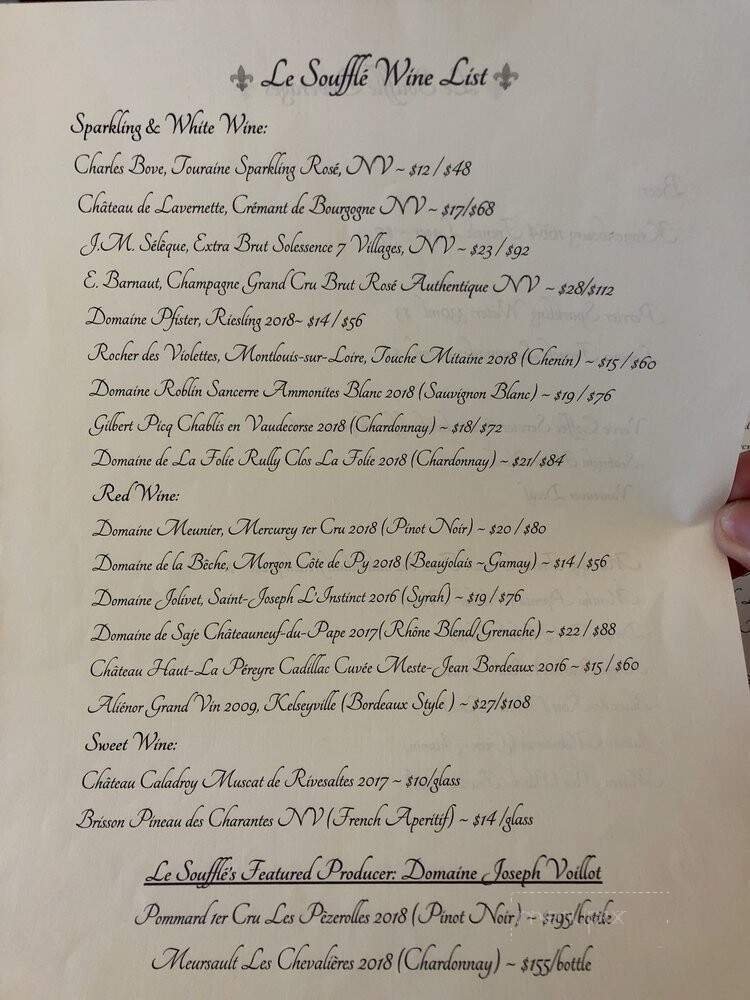 Le Soufflé Wine List
Sparkling & White Wine:
Charles Bove, Touraine Sparkling Rosé, NV ~ $12 / $48
Château de Lavernette, Crémant de Bourgogne NV ~ $17/$68
J.M. Sélèque, Extra Brut Solessence 7 Villages, NV ~ $23 / $92
E. Barnaut, Champagne Grand Cru Brut Rosé Authentique NV ~ $28/$112
Domaine Pfister, Riesling 2018~ $14 / $56
Rocher des Violettes, Montlouis-sur-Loire, Touche Mitaine 2018 (Chenin) ~ $15 / $60
Domaine Roblin Sancerre Ammonites Blanc 2018 (Sauvignon Blanc) ~ $19 / $76
Gilbert Picq Chablis en Vaudecorse 2018 (Chardonnay) ~ $18/ $72
Domaine de La Folie Rully Clos La Folie 2018 (Chardonnay) ~ $21/ $84
Red Wine:
Domaine Meunier, Mercurey 1er Cru 2018 (Pinot Noir) ~ $20 / $80
Domaine de la Bêche, Morgon Côte de Py 2018 (Beaujolais ~Gamay) ~ $14 / $56
Domaine Jolivet, Saint-Joseph L'Instinct 2016 (Syrah) ~ $19 / $76
Domaine de Saje Châteauneuf-du-Pape 2017(Rhône Blend/Grenache) ~ $22 / $88
Château Haut-La Péreyre Cadillac Cuvée Meste-Jean Bordeaux 2016 ~ $15 / $60
Aliénor Grand Vin 2009, Kelseyville (Bordeaux Style ) ~ $27/$108
Sweet Wine:
Château Caladroy Muscat de Rivesaltes 2017 ~ $10/glass
Brisson Pineau des Charantes NV (French Aperitif) ~ $14 /glass
Le Soufflé's Featured Producer: Domaine Joseph Voillot
Pommard 1er Cru Les Pèzerolles 2018 (Pinot Noir) ~ $195/bottle
Meursault Les Chevalières 2018 (Chardonnay) ~ $155/bottle